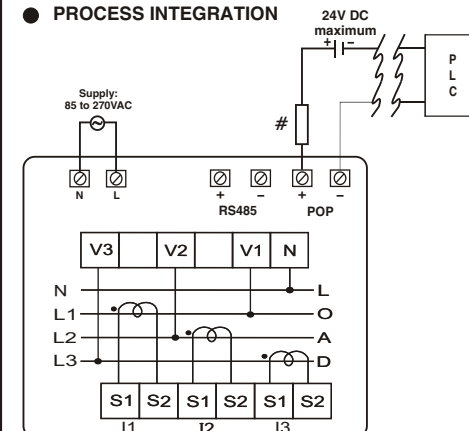 PROCESS INTEGRATION
24V DC
maximum
+ −
P
L
C
Supply:
85 to 270VAC
#
N L + − + −
RS485 POP
V3 V2 V1 N
N L
L1 O
L2 A
L3 D
S1 S2 S1 S2 S1 S2
I1 I2 I3